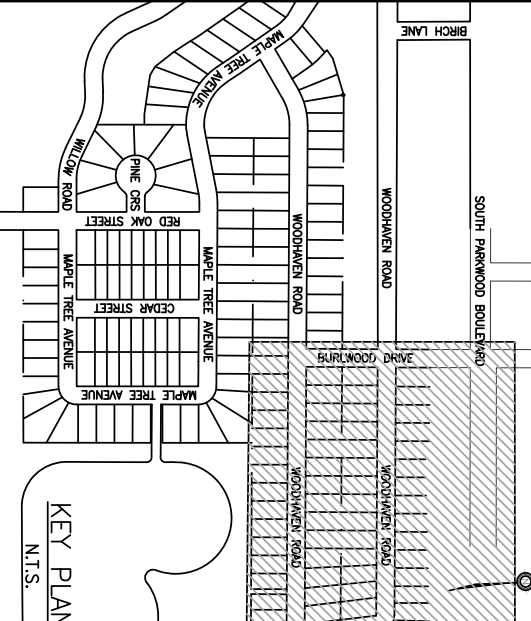 BIRCH LANE
MAPLE TREE AVENUE
WILLOW ROAD
PINE CRS
RED OAK STREET
WOODHAVEN ROAD
WOODHAVEN ROAD
SOUTH PARKWOOD BOULEVARD
MAPLE TREE AVENUE
MAPLE TREE AVENUE
CEDAR STREET
BURLWOOD DRIVE
MAPLE TREE AVENUE
WOODHAVEN ROAD
WOODHAVEN ROAD
KEY PLAN
N.T.S.